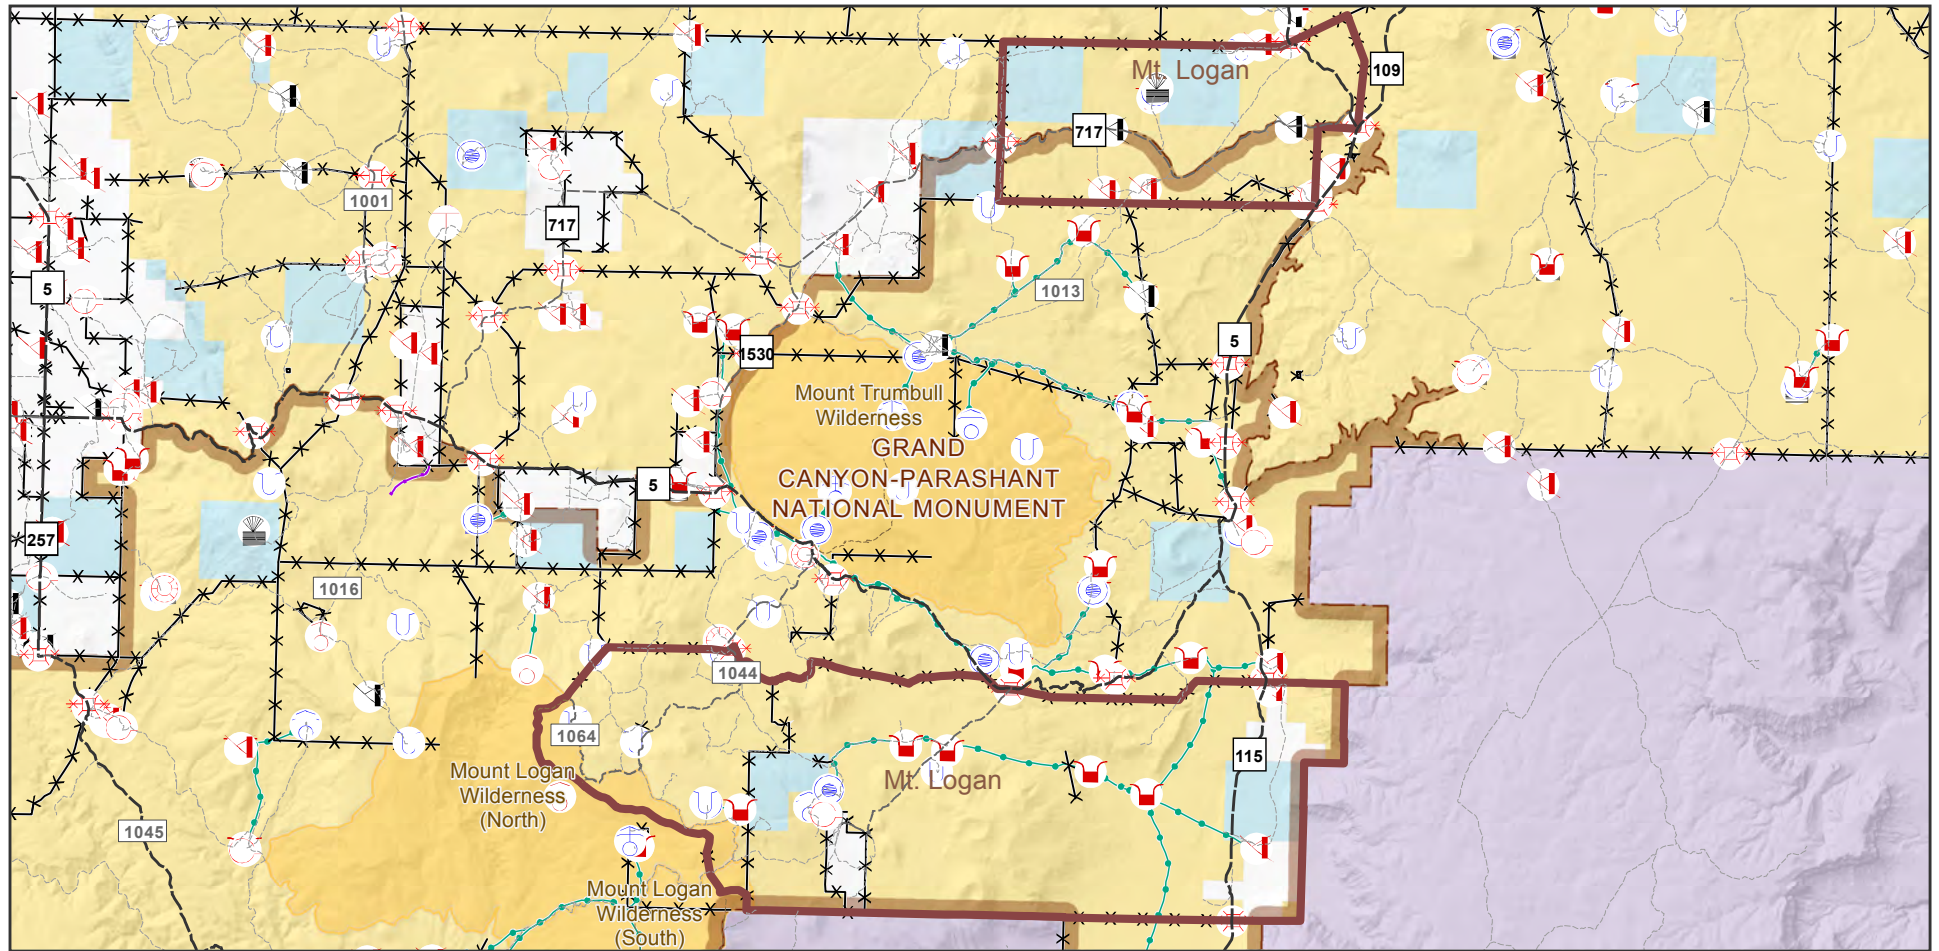 Mt. Logan
109
717
1001
717
5
1013
5
1530
Mount Trumbull
Wilderness
GRAND
CANYON-PARASHANT
NATIONAL MONUMENT
5
257
1016
1044
1064
115
Mount Logan
Wilderness
(North)
Mt. Logan
1045
Mount Logan
Wilderness
(South)